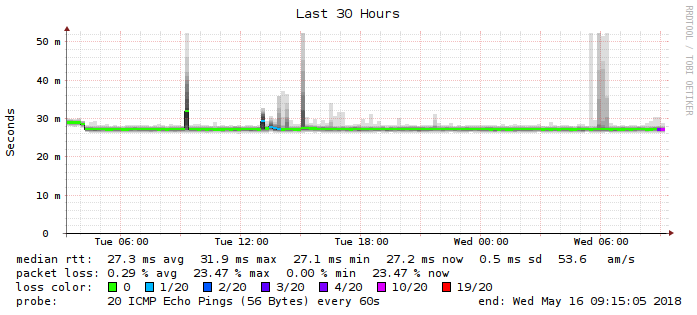 Last 30 Hours
RRDTOOL / TOBI OETIKER
Seconds
50 m
40 m
30 m
20 m
10 m
0
Tue 06:00 Tue 12:00 Tue 18:00 Wed 00:00 Wed 06:00
median rtt: 27.3 ms avg 31.9 ms max 27.1 ms min 27.2 ms now 0.5 ms sd 53.6 am/s
packet loss: 0.29 % avg 23.47 % max 0.00 % min 23.47 % now
loss color: 0 1/20 2/20 3/20 4/20 10/20 19/20
probe: 20 ICMP Echo Pings (56 Bytes) every 60s end: Wed May 16 09:15:05 2018